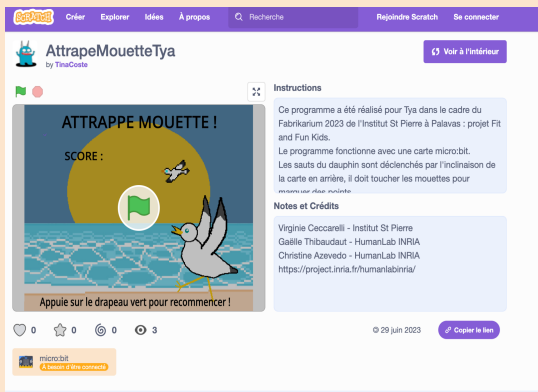 SCRATCH Créer Explorer Idées À propos Recherche Rejoindre Scratch Se connecter
AttrapeMouetteTya
by TinaCoste
Voir à l'intérieur
ATTRAPPE MOUETTE !
SCORE :
Appuie sur le drapeau vert pour recommencer !
Instructions
Ce programme a été réalisé pour Tya dans le cadre du
Fabrikarium 2023 de l'Institut St Pierre à Palavas : projet Fit
and Fun Kids.
Le programme fonctionne avec une carte micro:bit.
Les sauts du dauphin sont déclenchés par l'inclinaison de
la carte en arrière, il doit toucher les mouettes pour
marquer des points
Notes et Crédits
Virginie Ceccarelli - Institut St Pierre
Gaëlle Thibaudaut - HumanLab INRIA
Christine Azevedo - HumanLab INRIA
https://project.inria.fr/humanlabinria/
0 0 0 3
© 29 juin 2023
Copier le lien
micro:bit
A besoin d'être connecté